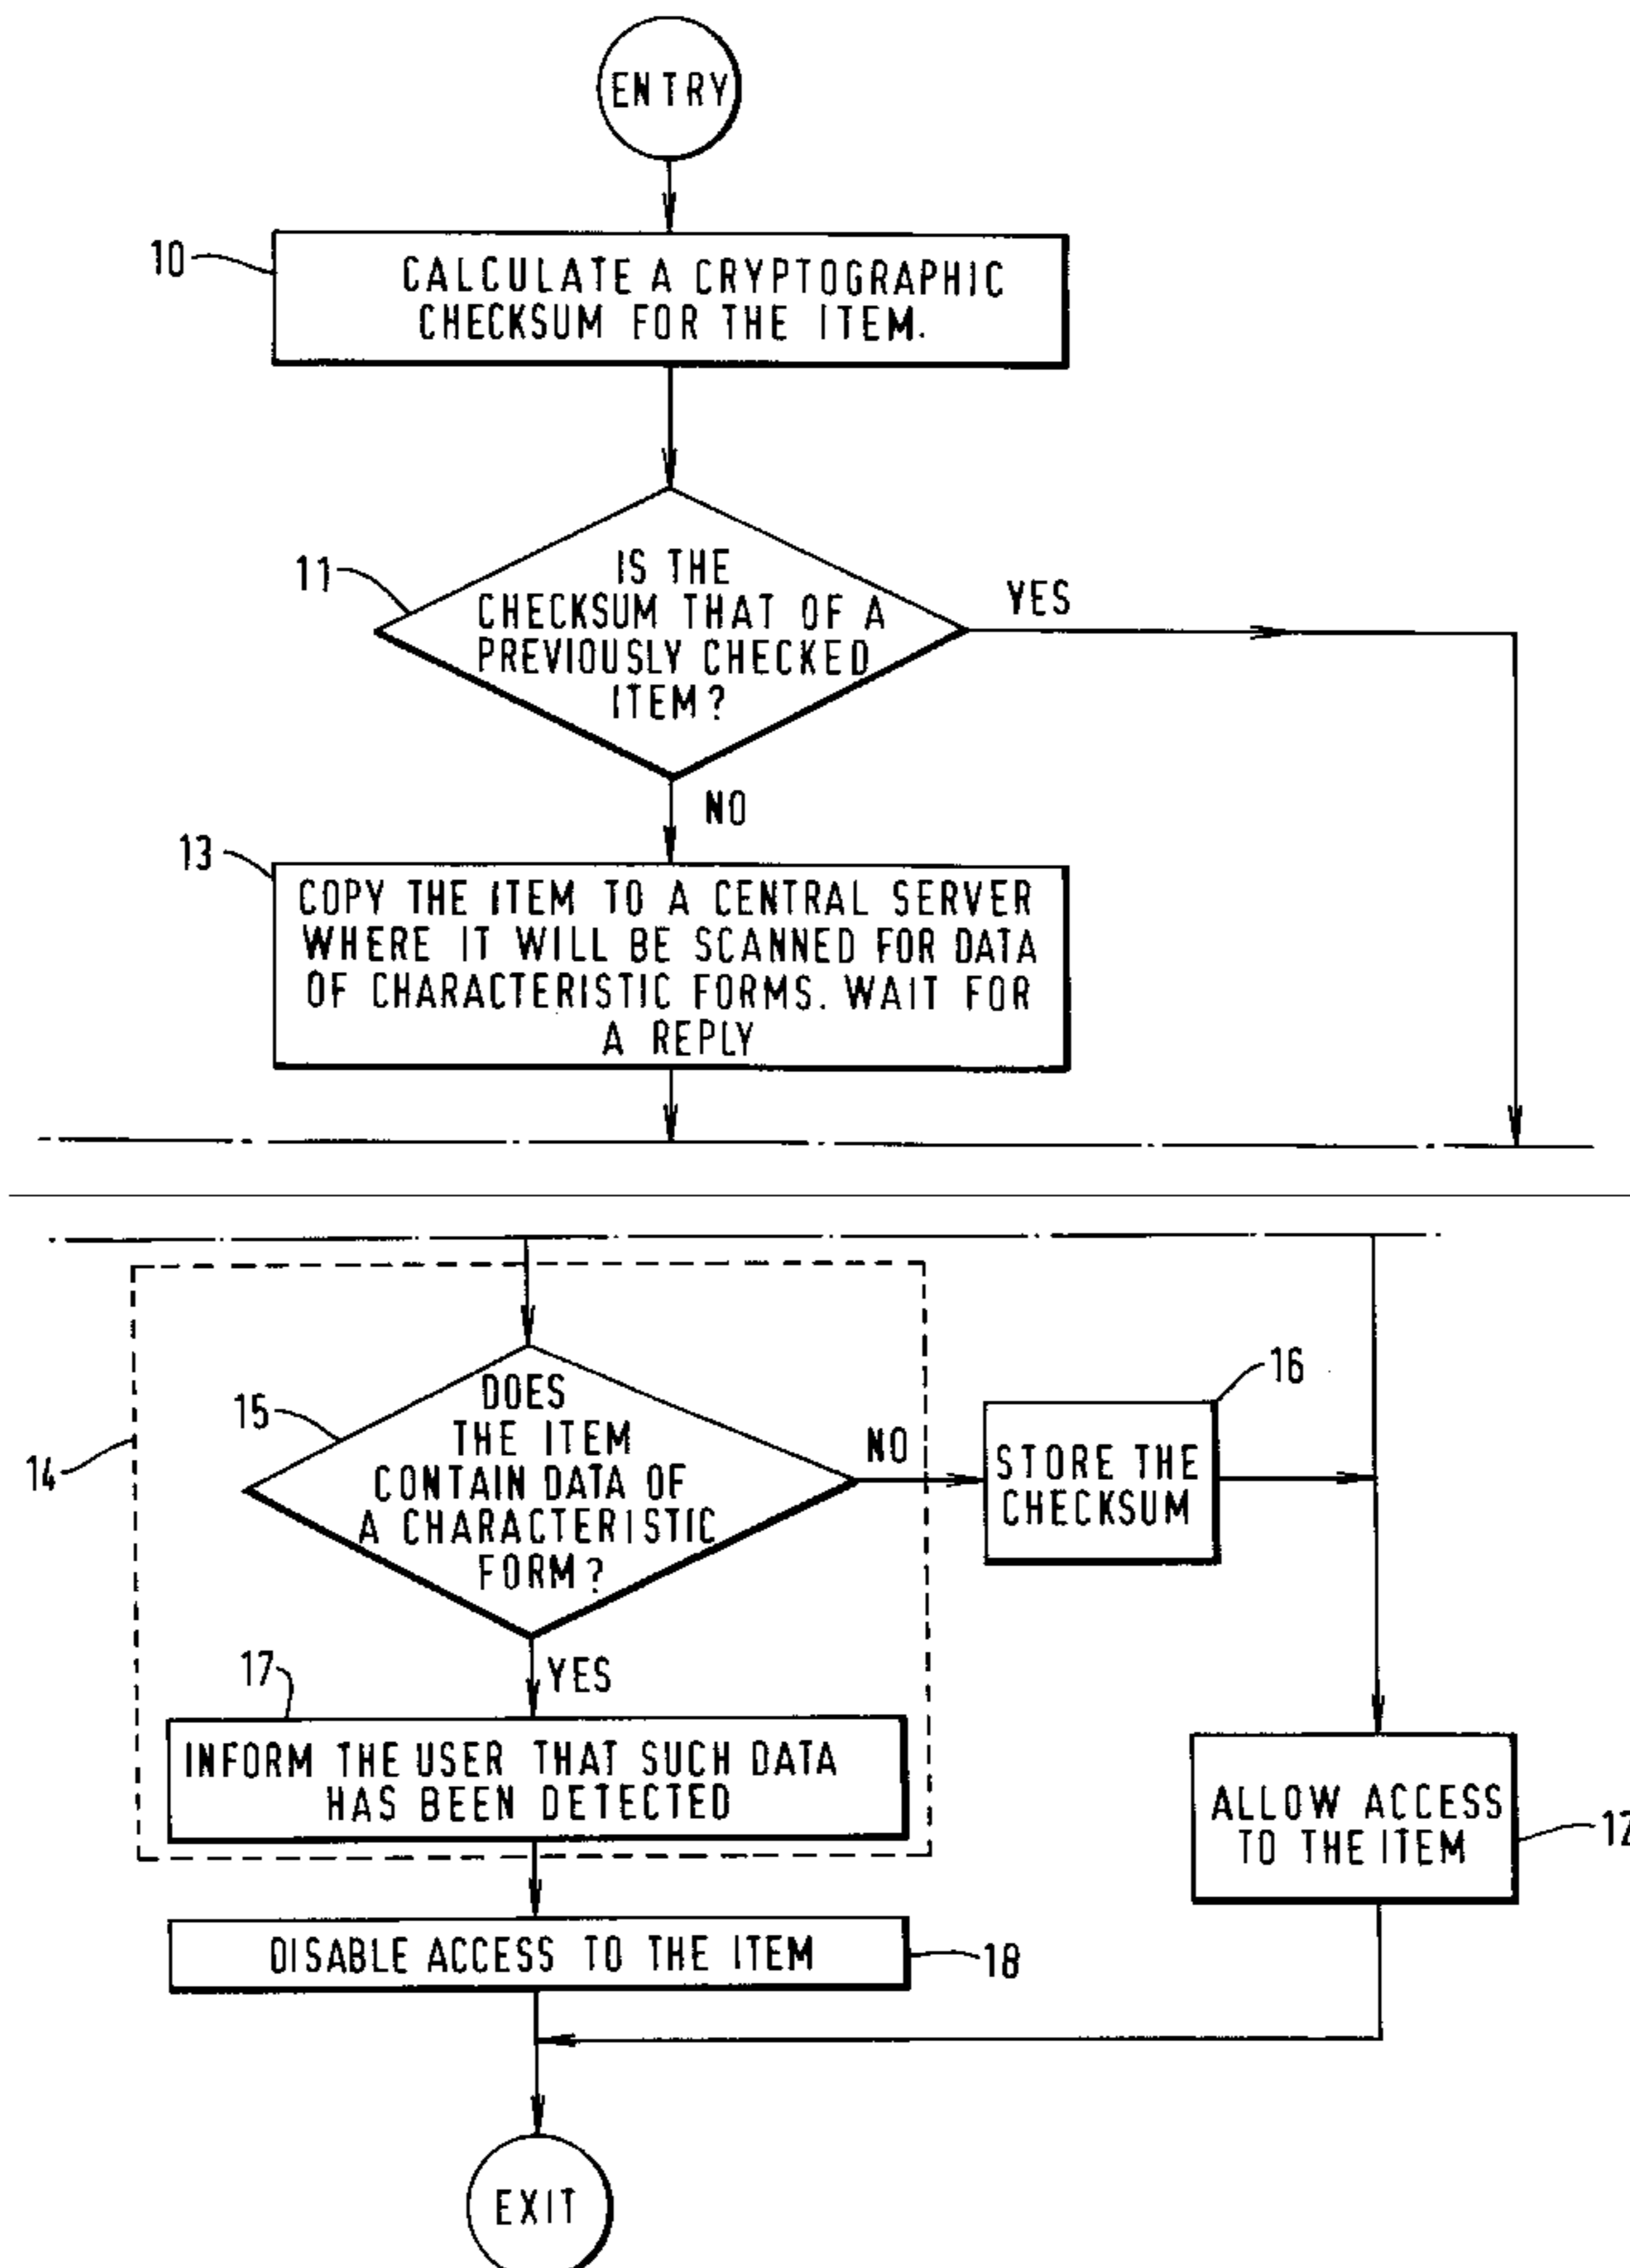 ENTRY
10
CALCULATE A CRYPTOGRAPHIC
CHECKSUM FOR THE ITEM.
11
IS THE
CHECKSUM THAT OF A
PREVIOUSLY CHECKED
ITEM?
YES
NO
13
COPY THE ITEM TO A CENTRAL SERVER
WHERE IT WILL BE SCANNED FOR DATA
OF CHARACTERISTIC FORMS. WAIT FOR
A REPLY
14
15
DOES
THE ITEM
CONTAIN DATA OF
A CHARACTERISTIC
FORM?
NO
16
STORE THE
CHECKSUM
YES
17
INFORM THE USER THAT SUCH DATA
HAS BEEN DETECTED
ALLOW ACCESS
TO THE ITEM
12
DISABLE ACCESS TO THE ITEM
18
EXIT